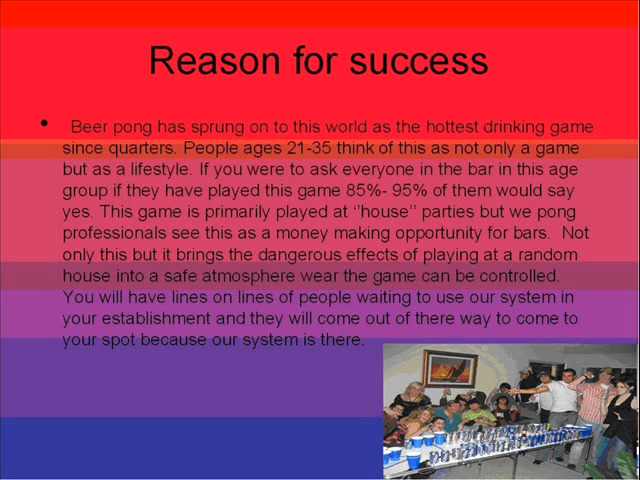 Reason for success
• Beer pong has sprung on to this world as the hottest drinking game
since quarters. People ages 21-35 think of this as not only a game
but as a lifestyle. If you were to ask everyone in the bar in this age
group if they have played this game 85%- 95% of them would say
yes. This game is primarily played at ‘’house’’ parties but we pong
professionals see this as a money making opportunity for bars.  Not
only this but it brings the dangerous effects of playing at a random
house into a safe atmosphere wear the game can be controlled.
You will have lines on lines of people waiting to use our system in
your establishment and they will come out of there way to come to
your spot because our system is there.